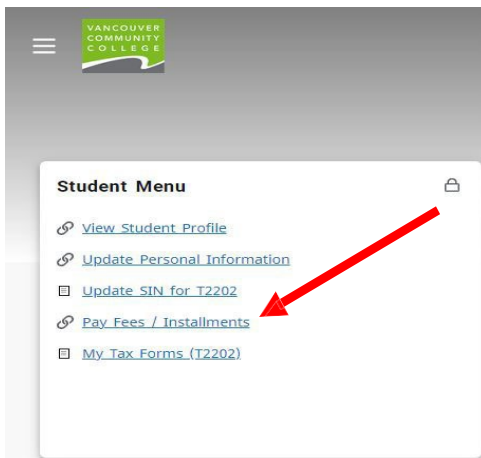 VANCOUVER
COMMUNITY
COLLEGE
Student Menu
View Student Profile
Update Personal Information
Update SIN for T2202
Pay Fees / Installments
My Tax Forms (T2202)